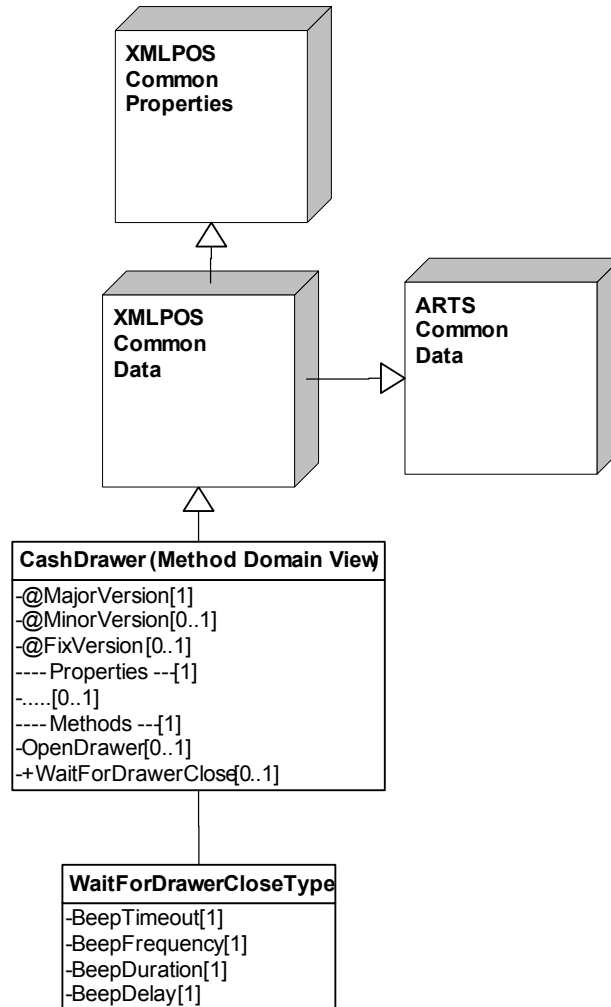 XMLPOS
Common
Properties
XMLPOS
Common
Data
ARTS
Common
Data
CashDrawer (Method Domain View)
-@MajorVersion[1]
-@MinorVersion[0..1]
-@FixVersion[0..1]
---- Properties ---[1]
-.....[0..1]
---- Methods ---[1]
-OpenDrawer[0..1]
-+WaitForDrawerClose[0..1]
WaitForDrawerCloseType
-BeepTimeout[1]
-BeepFrequency[1]
-BeepDuration[1]
-BeepDelay[1]